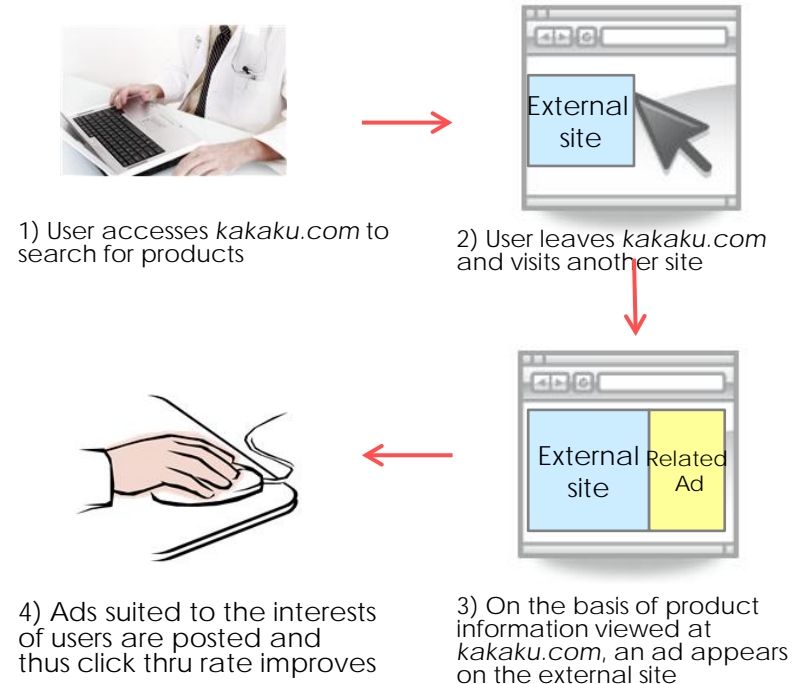 1) User accesses kakaku.com to
search for products
External
site
2) User leaves kakaku.com
and visits another site
External
site
Related
Ad
3) On the basis of product
information viewed at
kakaku.com, an ad appears
on the external site
4) Ads suited to the interests
of users are posted and
thus click thru rate improves